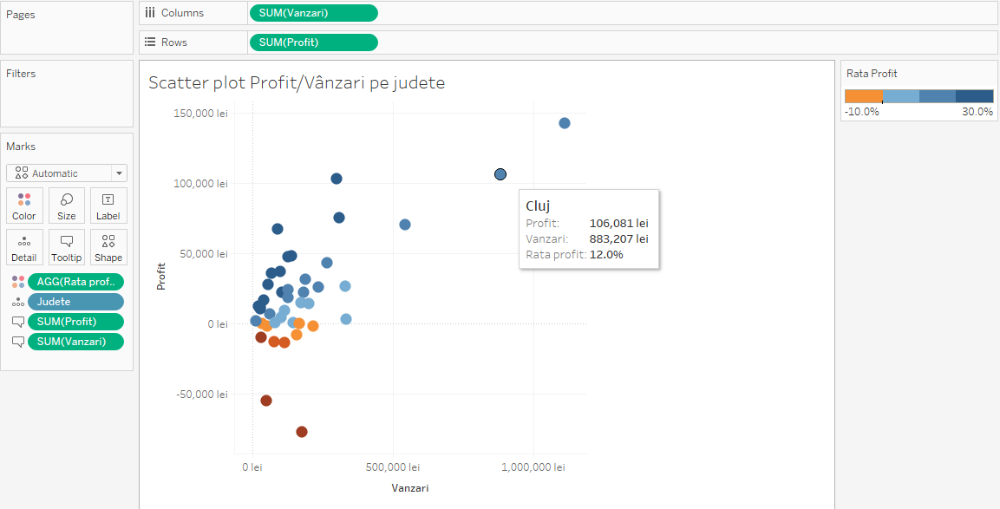 Pages
Columns
SUM(Vanzari)
Rows
SUM(Profit)
Filters
Marks
Automatic
Color
Size
Label
Detail
Tooltip
Shape
AGG(Rata prof..
Judete
SUM(Profit)
SUM(Vanzari)
Scatter plot Profit/Vânzari pe judete
150,000 lei
100,000 lei
50,000 lei
0 lei
-50,000 lei
Profit
0 lei
500,000 lei
1,000,000 lei
Vanzari
Cluj
Profit: 106,081 lei
Vanzari: 883,207 lei
Rata profit: 12.0%
Rata Profit
-10.0% 30.0%